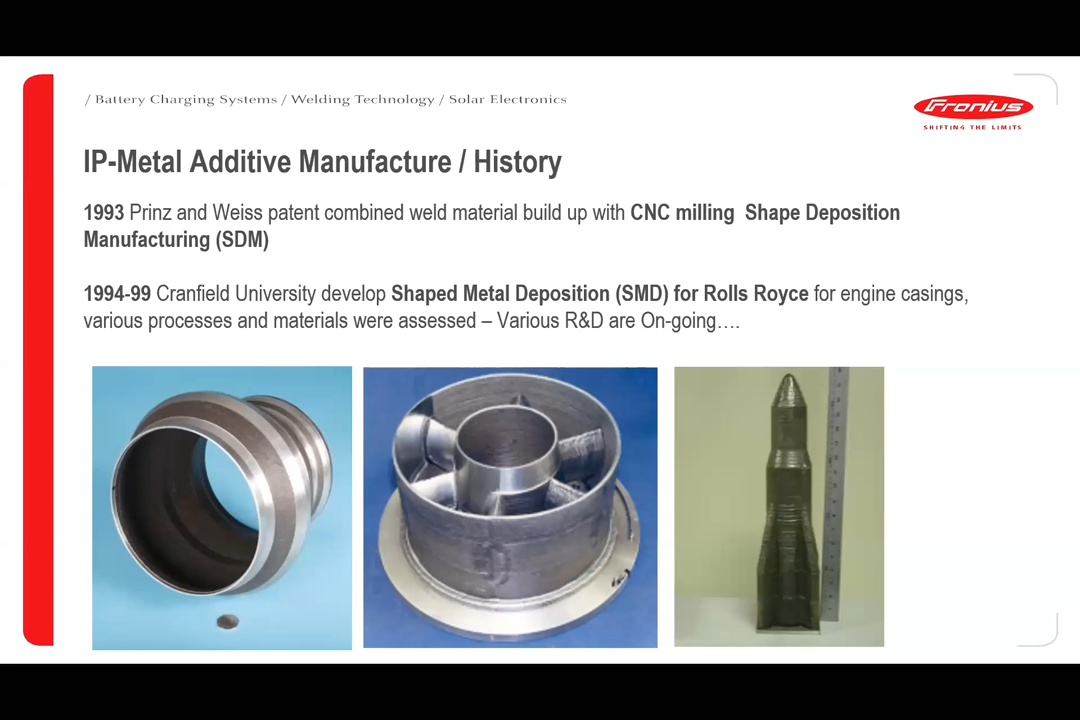 / Battery Charging Systems / Welding Technology / Solar Electronics
Fronius
SHIFTING THE LIMITS
IP-Metal Additive Manufacture / History
1993 Prinz and Weiss patent combined weld material build up with CNC milling  Shape Deposition
Manufacturing (SDM)
1994-99 Cranfield University develop Shaped Metal Deposition (SMD) for Rolls Royce for engine casings,
various processes and materials were assessed – Various R&D are On-going….